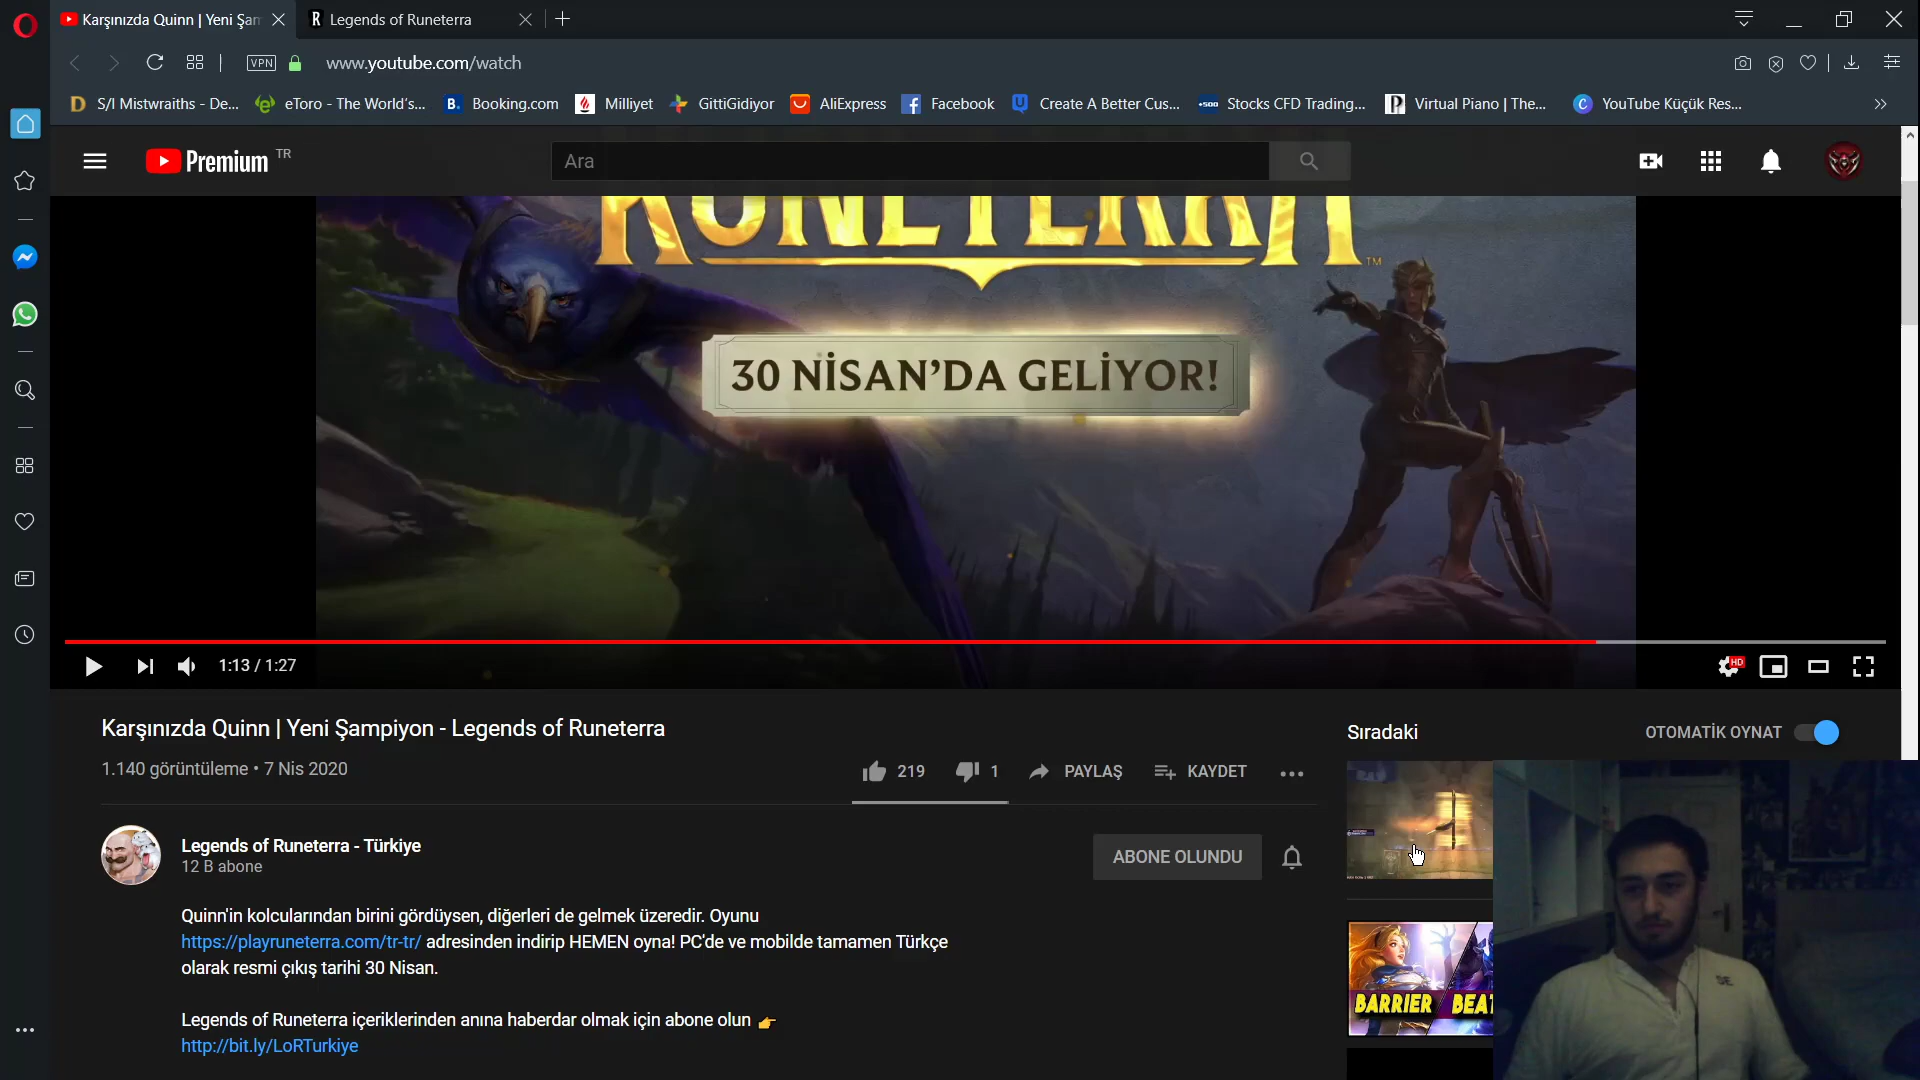 Karşınızda Quinn | Yeni Şam
Legends of Runeterra
VPN
www.youtube.com/watch
S/I Mistwraiths - De...
eToro - The World's...
Booking.com
Milliyet
GittiGidiyor
AliExpress
Facebook
Create A Better Cus...
Stocks CFD Trading...
Virtual Piano | The...
YouTube Küçük Res...
Premium TR
Ara
RUNETERRA
TM
30 NİSAN'DA GELİYOR!
1:13 / 1:27
HD
Karşınızda Quinn | Yeni Şampiyon - Legends of Runeterra
1.140 görüntüleme • 7 Nis 2020
219
1
PAYLAŞ
KAYDET
Sıradaki
OTOMATİK OYNAT
Legends of Runeterra - Türkiye
12 B abone
ABONE OLUNDU
Quinn'in kolcularından birini gördüysen, diğerleri de gelmek üzeredir. Oyunu
https://playruneterra.com/tr-tr/ adresinden indirip HEMEN oyna! PC'de ve mobilde tamamen Türkçe
olarak resmi çıkış tarihi 30 Nisan.
Legends of Runeterra içeriklerinden anına haberdar olmak için abone olun 👉
http://bit.ly/LoRTurkiye
BARRIER BEAT